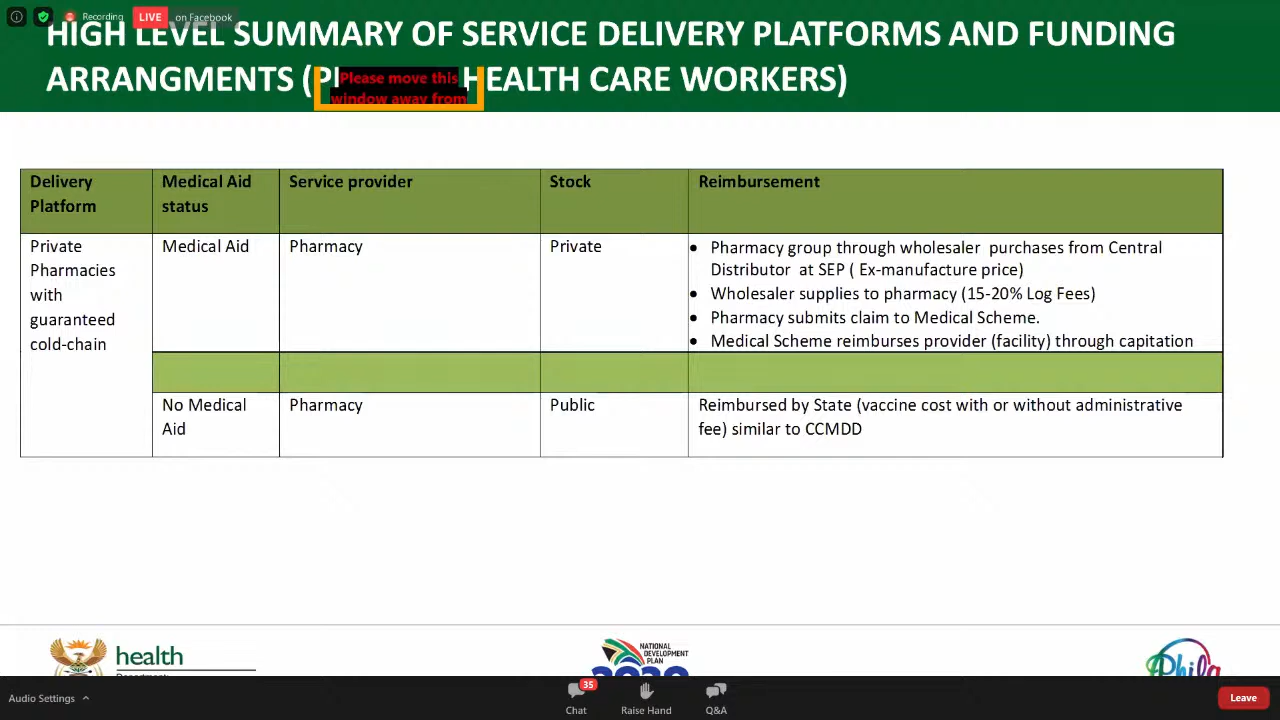 Recording
LIVE
on Facebook
HIGH LEVEL SUMMARY OF SERVICE DELIVERY PLATFORMS AND FUNDING
ARRANGMENTS ( HEALTH CARE WORKERS)
Please move this
window away from
Delivery
Platform
Medical Aid
status
Service provider
Stock
Reimbursement
Private
Pharmacies
with
guaranteed
cold-chain
Medical Aid
Pharmacy
Private
• Pharmacy group through wholesaler purchases from Central
Distributor at SEP ( Ex-manufacture price)
• Wholesaler supplies to pharmacy (15-20% Log Fees)
• Pharmacy submits claim to Medical Scheme.
• Medical Scheme reimburses provider (facility) through capitation
No Medical
Aid
Pharmacy
Public
Reimbursed by State (vaccine cost with or without administrative
fee) similar to CCMDD
health
NATIONAL
DEVELOPMENT
PLAN
2030
Phila
Audio Settings
35
Chat
Raise Hand
Q&A
Leave